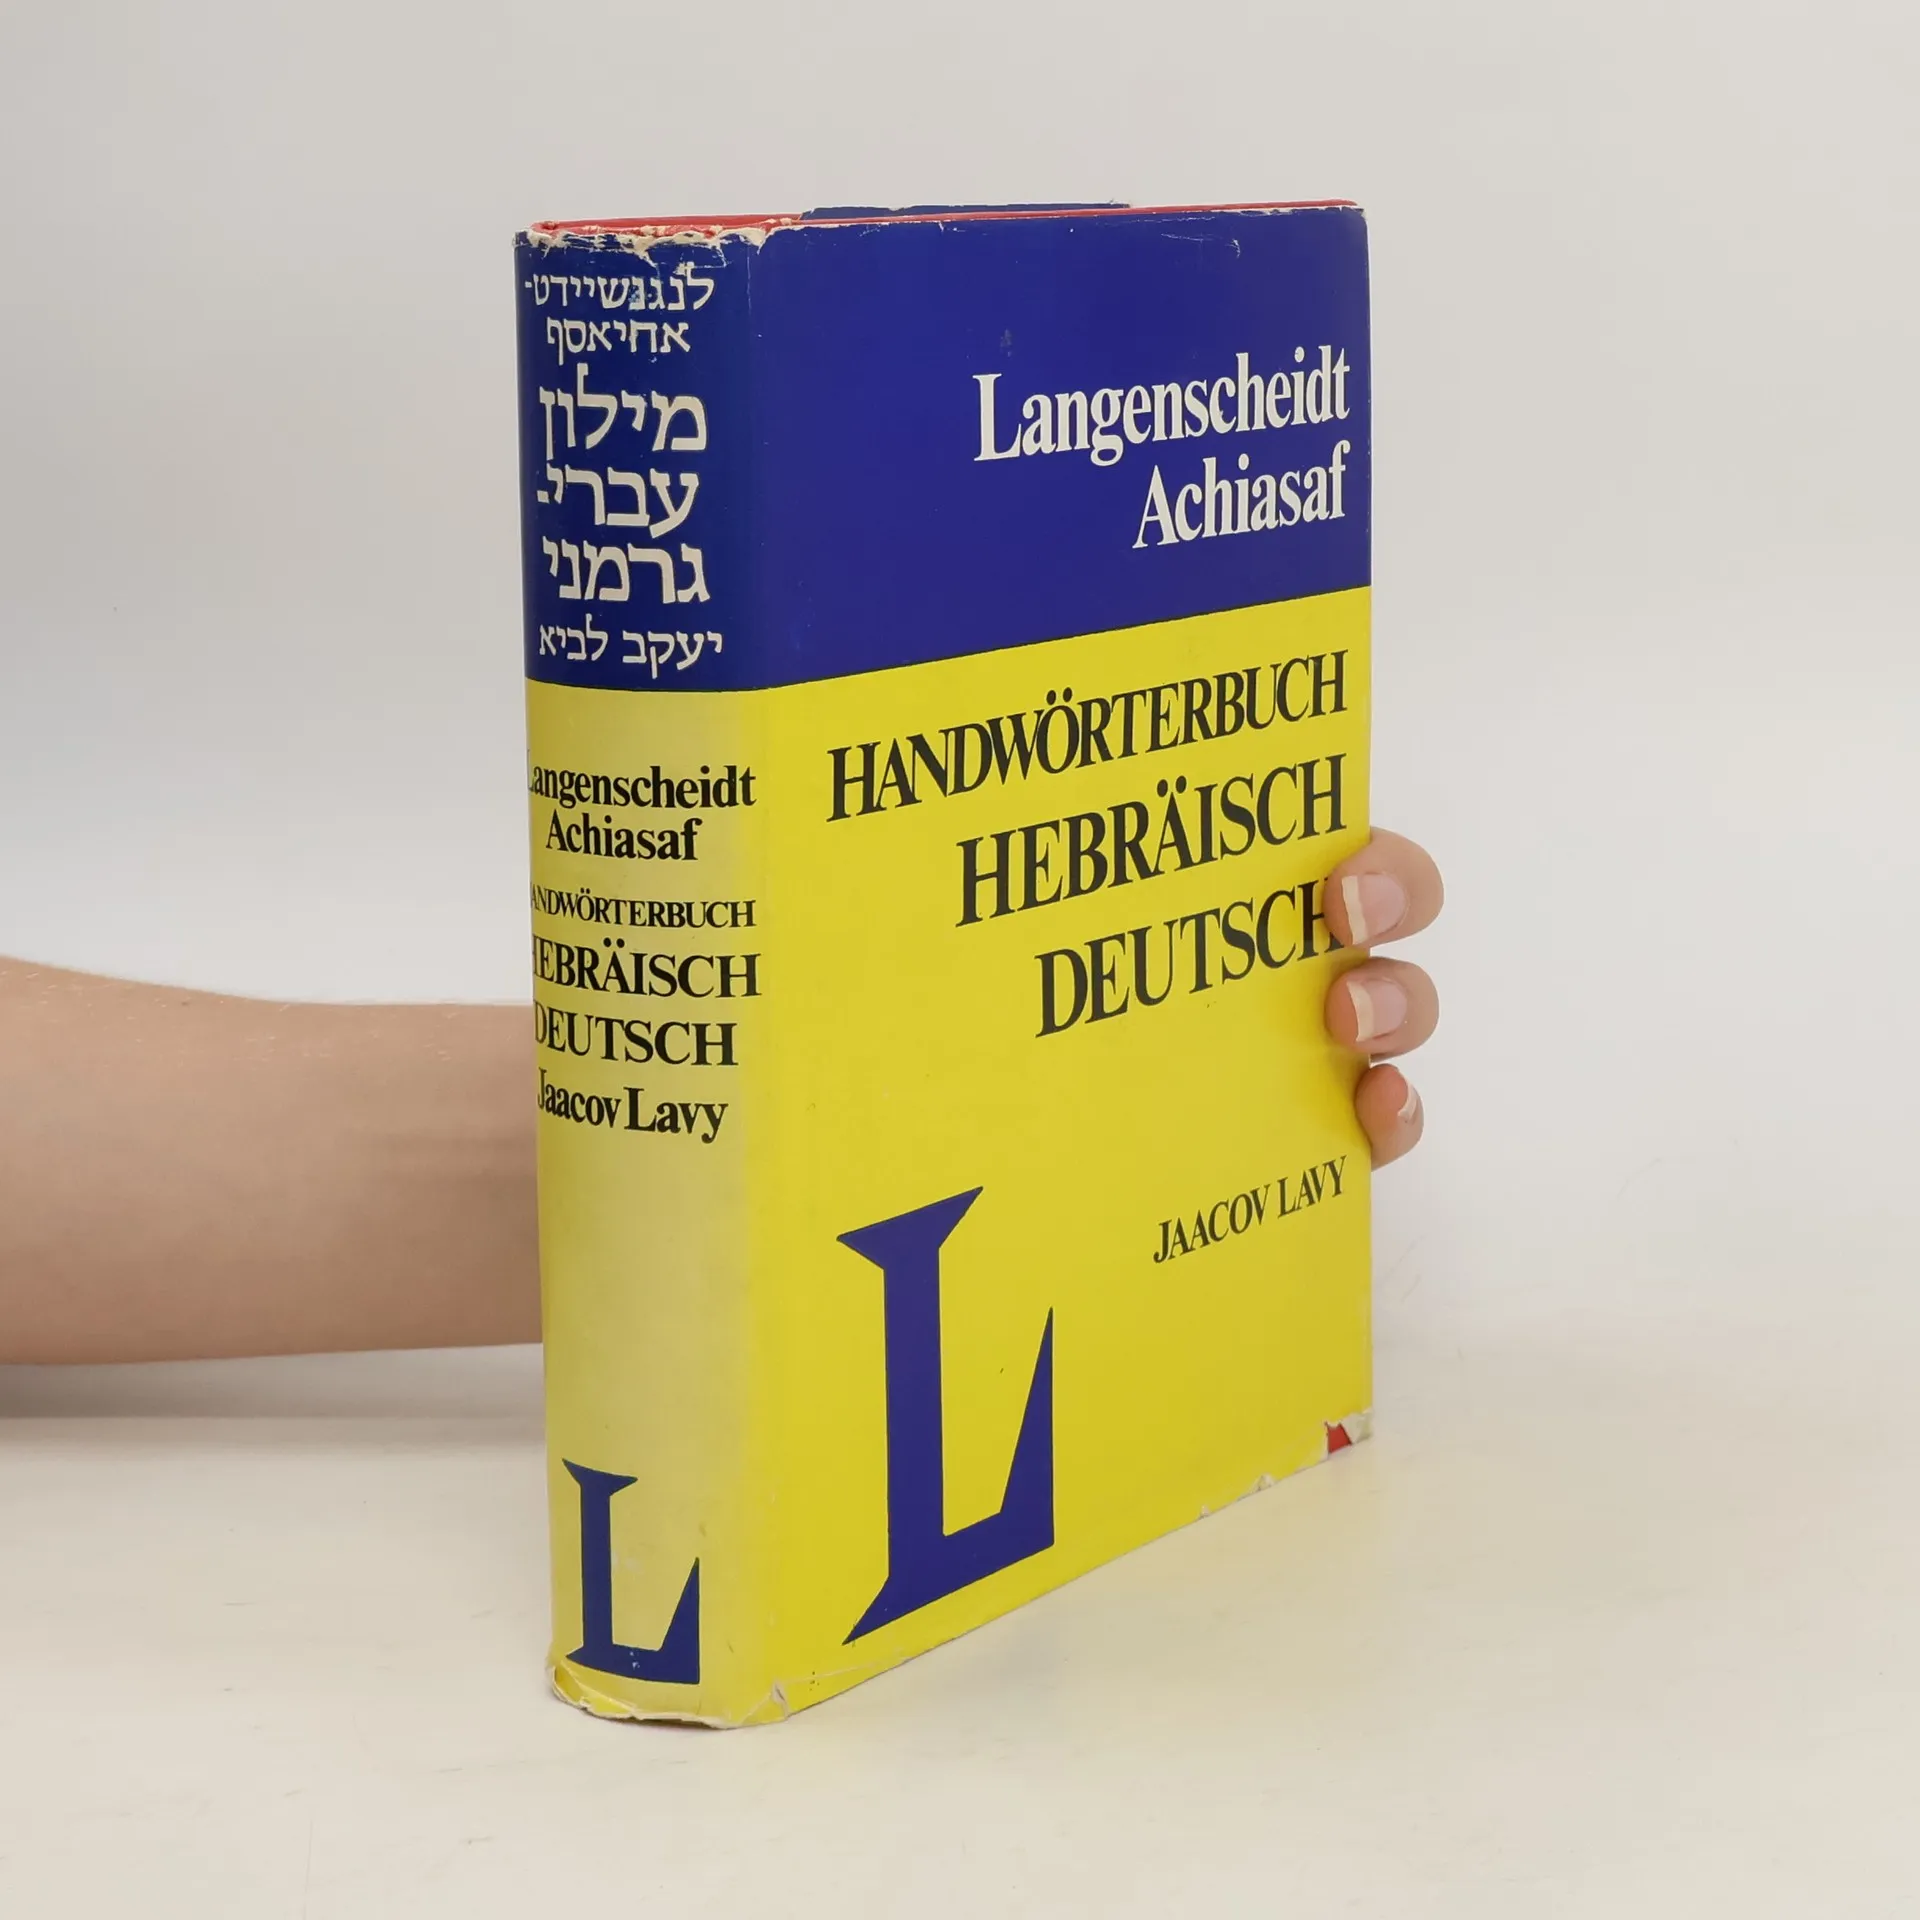 לנגנשיידט-
אחיאסף
מילון
עברי-
גרמני
יעקב לביא
Langenscheidt
Achiasaf
HANDWÖRTERBUCH
HEBRÄISCH
DEUTSCH
Jaacov Lavy
L
Langenscheidt
Achiasaf
HANDWÖRTERBUCH
HEBRÄISCH
DEUTSCH
JAACOV LAVY
L